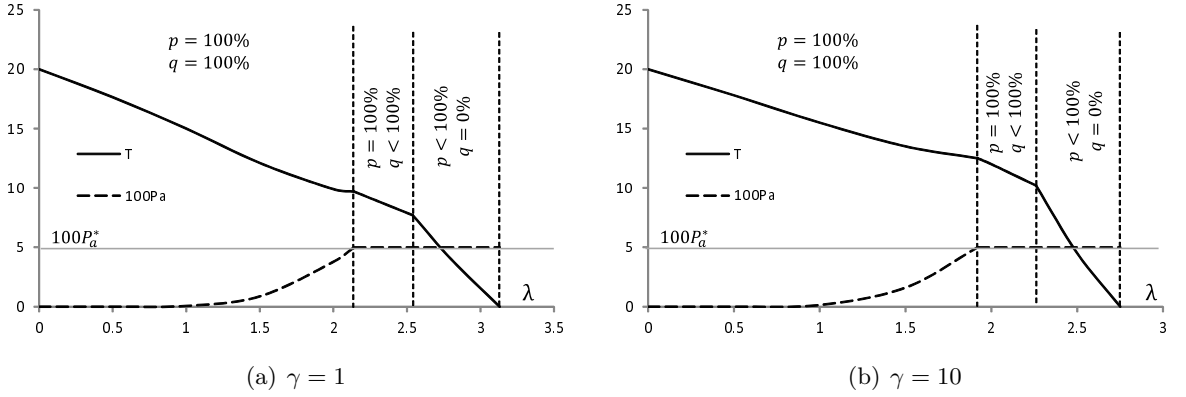 25
20
15
10
5
0
0
0.5
1
1.5
2
2.5
3
3.5
p = 100%
q = 100%
p = 100%
q < 100%
p < 100%
q = 0%
T
100Pa
100P*a
λ
(a) γ = 1
25
20
15
10
5
0
0
0.5
1
1.5
2
2.5
3
p = 100%
q = 100%
p = 100%
q < 100%
p < 100%
q = 0%
T
100Pa
100P*a
λ
(b) γ = 10